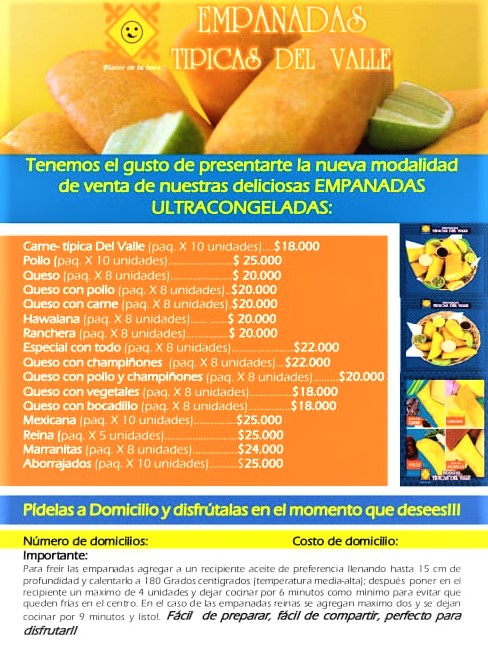 EMPANADAS
TIPICAS DEL VALLE
Placer en tu boca
Tenemos el gusto de presentarte la nueva modalidad
de venta de nuestras deliciosas EMPANADAS
ULTRACONGELADAS:
Carne- típica Del Valle (paq. X 10 unidades)....$18.000
Pollo (paq. X 10 unidades)......................$ 25.000
Queso (paq. X 8 unidades).....................$ 20.000
Queso con pollo (paq. X 8 unidades)..$20.000
Queso con carne (paq. X 8 unidades).$20.000
Hawaiana (paq. X 8 unidades)...... ......$ 20.000
Ranchera (paq. X 8 unidades)..............$ 20.000
Especial con todo (paq. X 8 unidades).....................$22.000
Queso con champiñones (paq. X 8 unidades)...$22.000
Queso con pollo y champiñones (paq. X 8 unidades).........$20.000
Queso con vegetales (paq. X 8 unidades)..............$18.000
Queso con bocadillo (paq. X 8 unidades)..............$18.000
Mexicana (paq. X 10 unidades)..............$25.000
Reina (paq. X 5 unidades)........................$25.000
Marranitas (paq. X 8 unidades)...............$24.000
Aborrajados (paq. X 10 unidades).........$25.000
Pídelas a Domicilio y disfrútalas en el momento que desees!!!
Número de domicilios: Costo de domicilio:
Importante:
Para freír las empanadas agregar a un recipiente aceite de preferencia llenando hasta 15 cm de
profundidad y calentarlo a 180 Grados centigrados (temperatura media-alta); después poner en el
recipiente un maximo de 4 unidades y dejar cocinar por 6 minutos como mínimo para evitar que
queden frías en el centro. En el caso de las empanadas reinas se agregan maximo dos y se dejan
cocinar por 9 minutos y listo!. Fácil de preparar, fácil de compartir, perfecto para
disfrutar!!